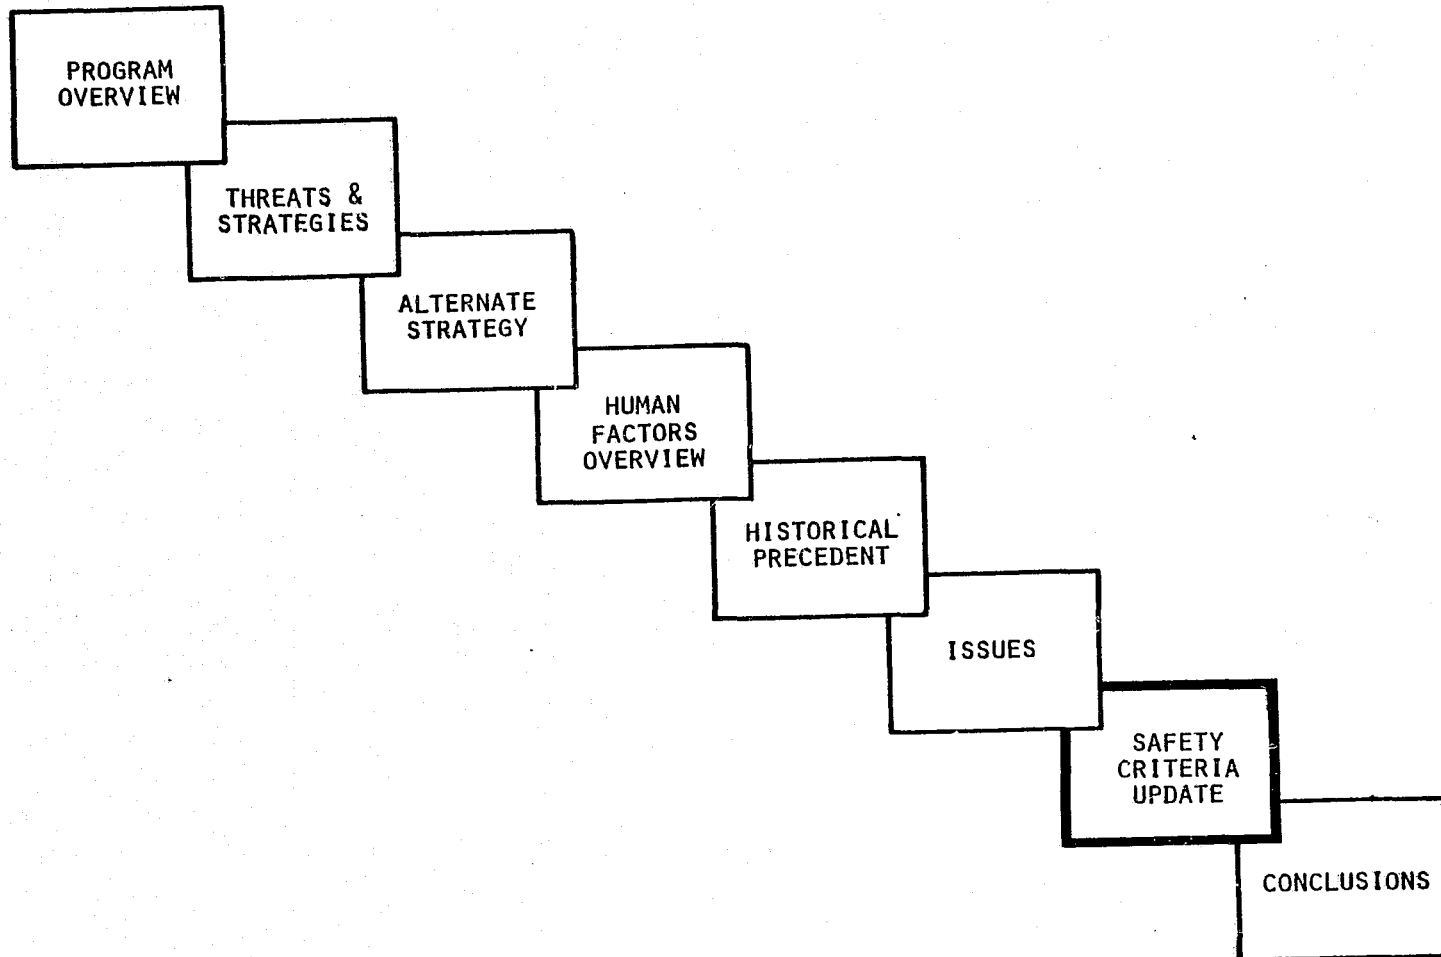 PROGRAM
OVERVIEW
THREATS &
STRATEGIES
ALTERNATE
STRATEGY
HUMAN
FACTORS
OVERVIEW
HISTORICAL
PRECEDENT
ISSUES
SAFETY
CRITERIA
UPDATE
CONCLUSIONS